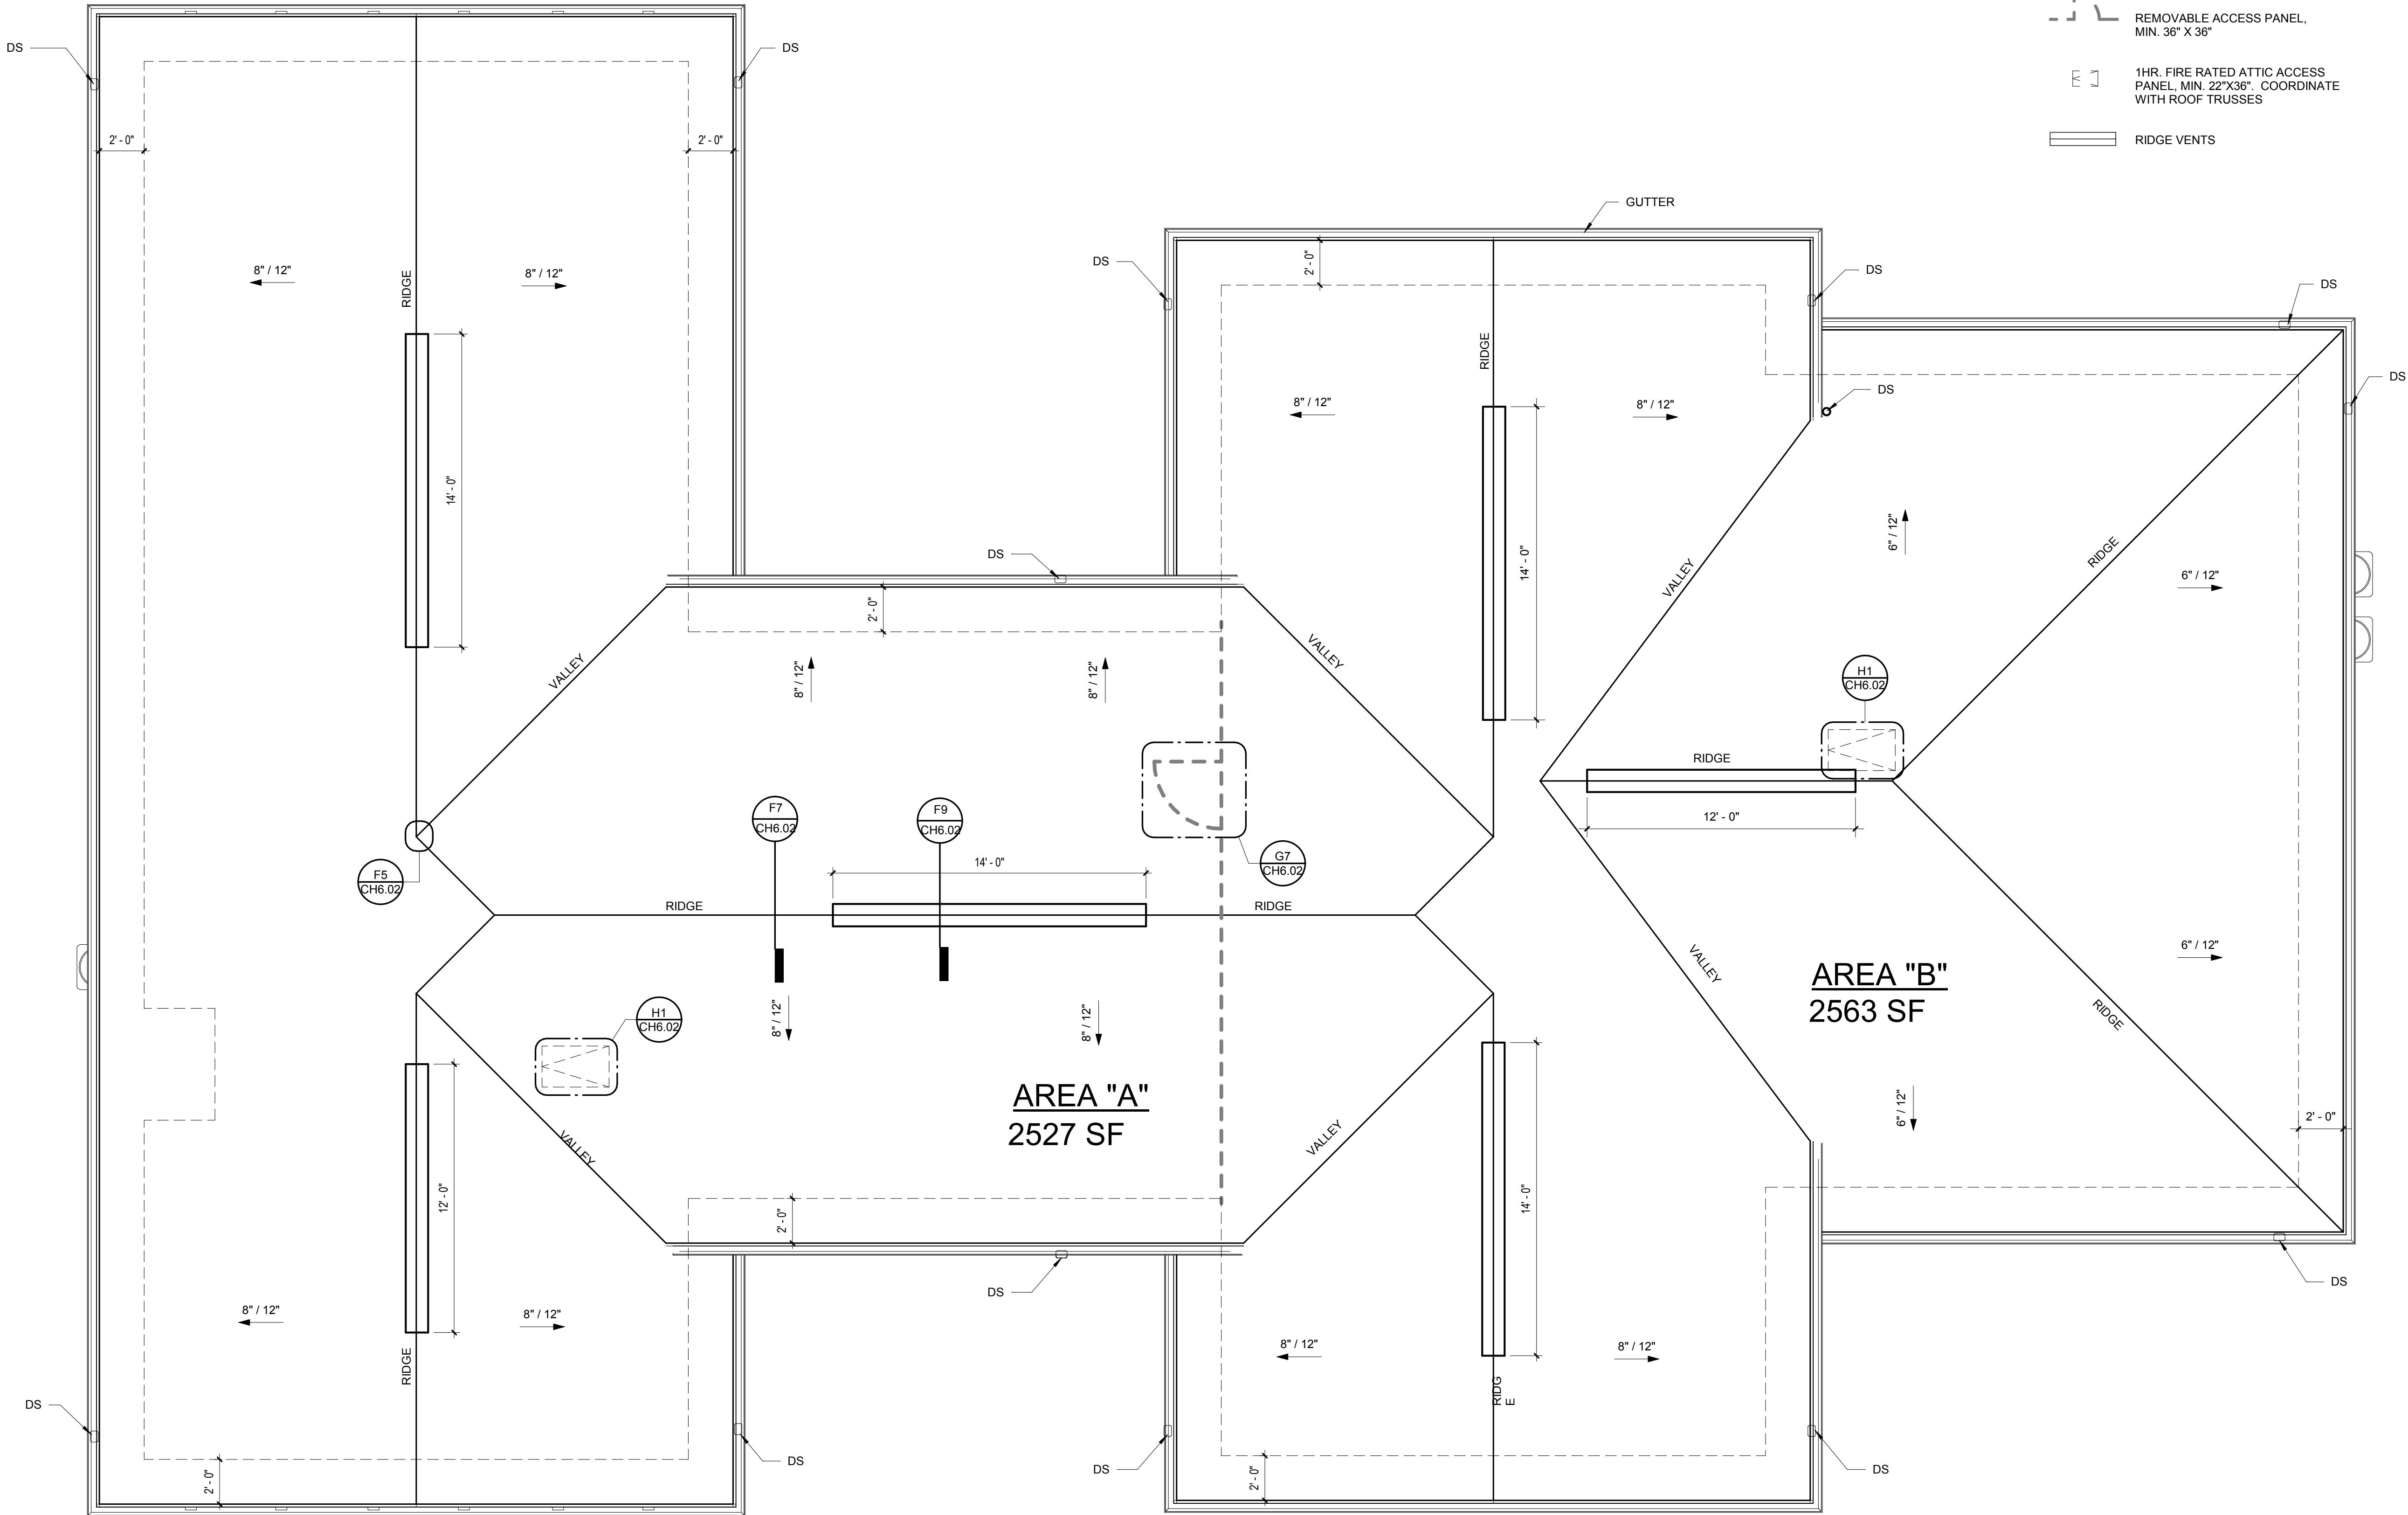 REMOVABLE ACCESS PANEL,
MIN. 36" X 36"
1HR. FIRE RATED ATTIC ACCESS
PANEL, MIN. 22"X36". COORDINATE
WITH ROOF TRUSSES
RIDGE VENTS
DS
DS
2' - 0"
2' - 0"
GUTTER
DS
2' - 0"
DS
DS
8" / 12"
8" / 12"
RIDGE
RIDGE
DS
DS
8" / 12"
8" / 12"
14' - 0"
14' - 0"
6" / 12"
RIDGE
6" / 12"
DS
2' - 0"
VALLEY
VALLEY
VALLEY
8" / 12"
8" / 12"
H1
CH6.02
RIDGE
12' - 0"
F7
CH6.02
F9
CH6.02
14' - 0"
G7
CH6.02
F5
CH6.02
RIDGE
RIDGE
6" / 12"
VALLEY
AREA "B"
2563 SF
RIDGE
H1
CH6.02
8" / 12"
8" / 12"
AREA "A"
2527 SF
6" / 12"
2' - 0"
VALLEY
VALLEY
12' - 0"
14' - 0"
2' - 0"
DS
DS
8" / 12"
8" / 12"
8" / 12"
8" / 12"
RIDGE
RIDG
E
DS
DS
DS
DS
2' - 0"
2' - 0"